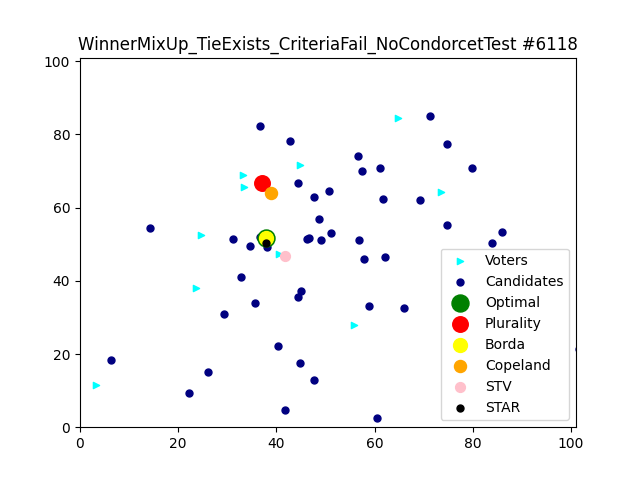 WinnerMixUp_TieExists_CriteriaFail_NoCondorcetTest #6118
100
80
60
40
20
0
0 20 40 60 80 100
Voters
Candidates
Optimal
Plurality
Borda
Copeland
STV
STAR